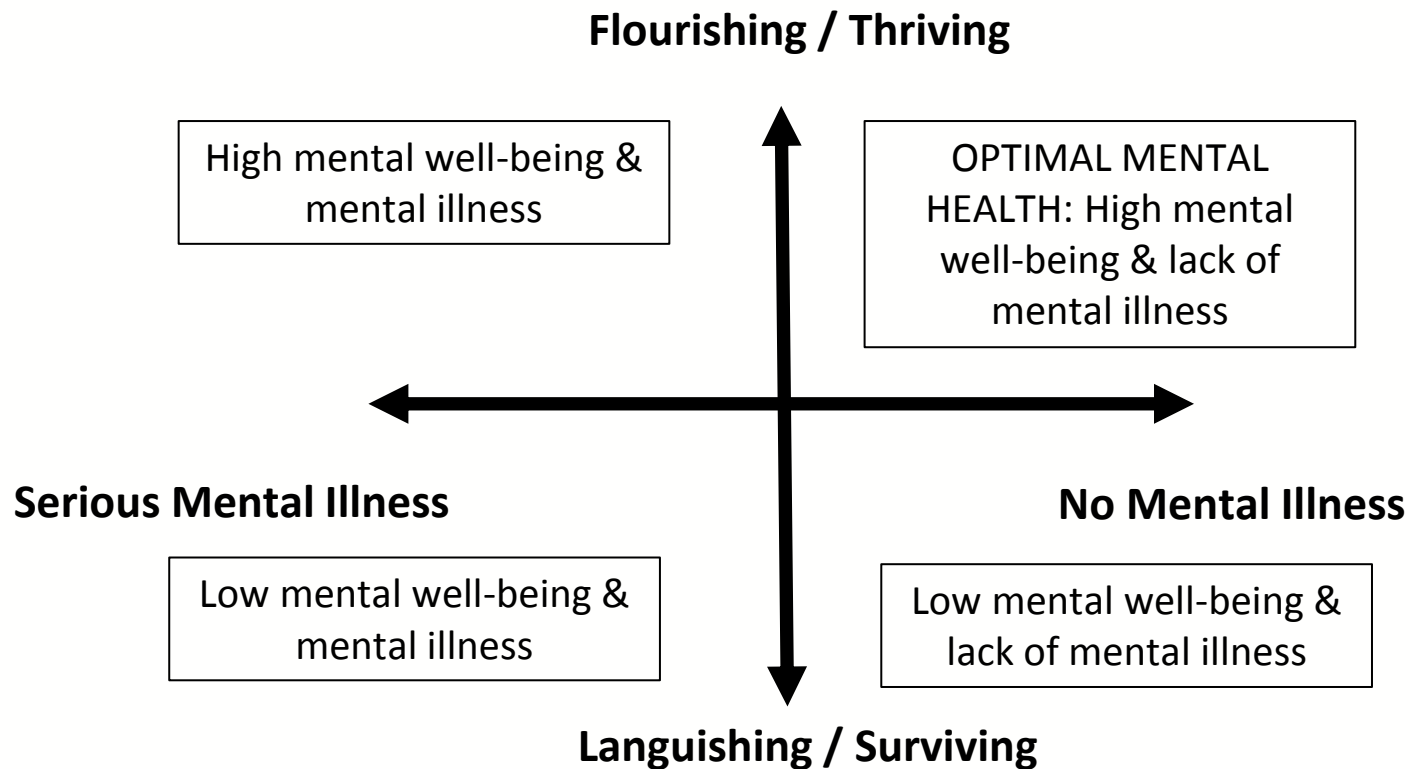 Flourishing / Thriving
High mental well-being &
mental illness
OPTIMAL MENTAL
HEALTH: High mental
well-being & lack of
mental illness
Serious Mental Illness
No Mental Illness
Low mental well-being &
mental illness
Low mental well-being &
lack of mental illness
Languishing / Surviving